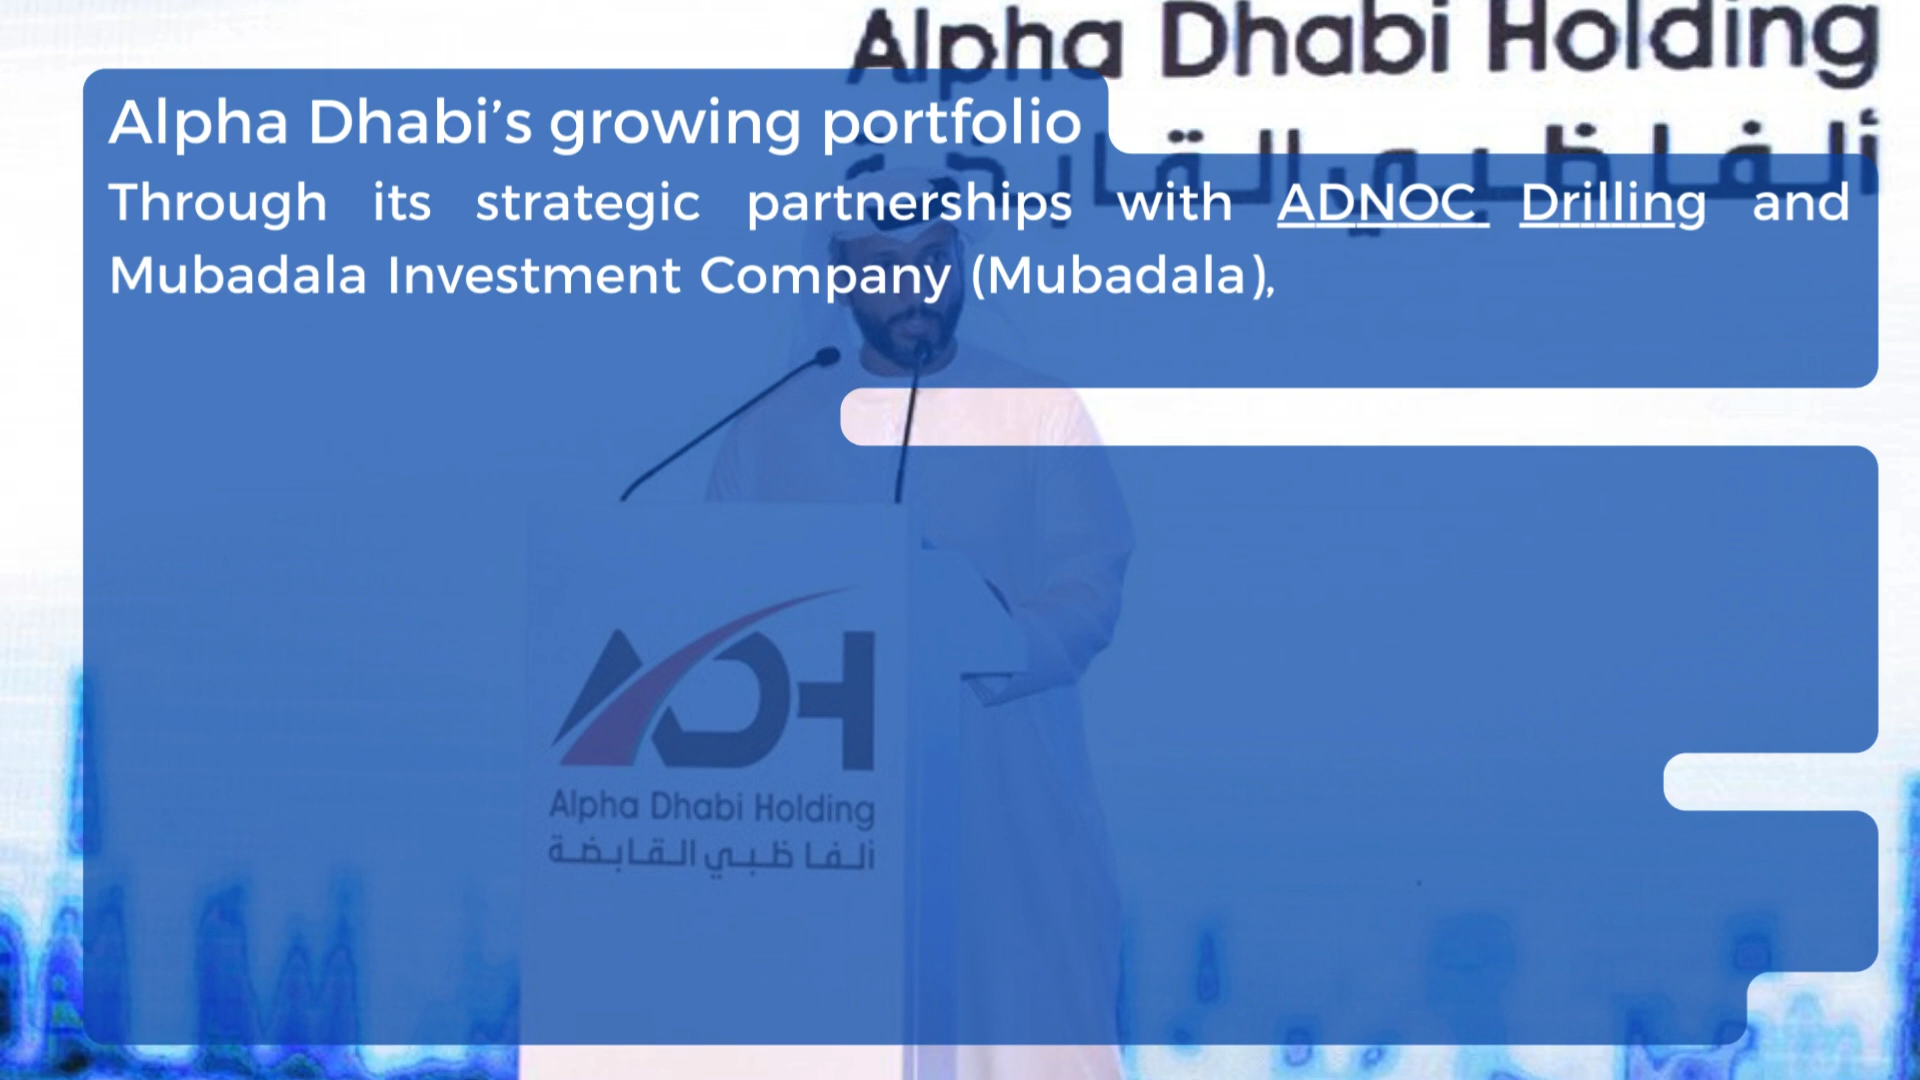 Alpha Dhabi Holding
ألفا ظبي القابضة
Alpha Dhabi’s growing portfolio
Through its strategic partnerships with ADNOC Drilling and
Mubadala Investment Company (Mubadala),
ADH
Alpha Dhabi Holding
ألفا ظبي القابضة